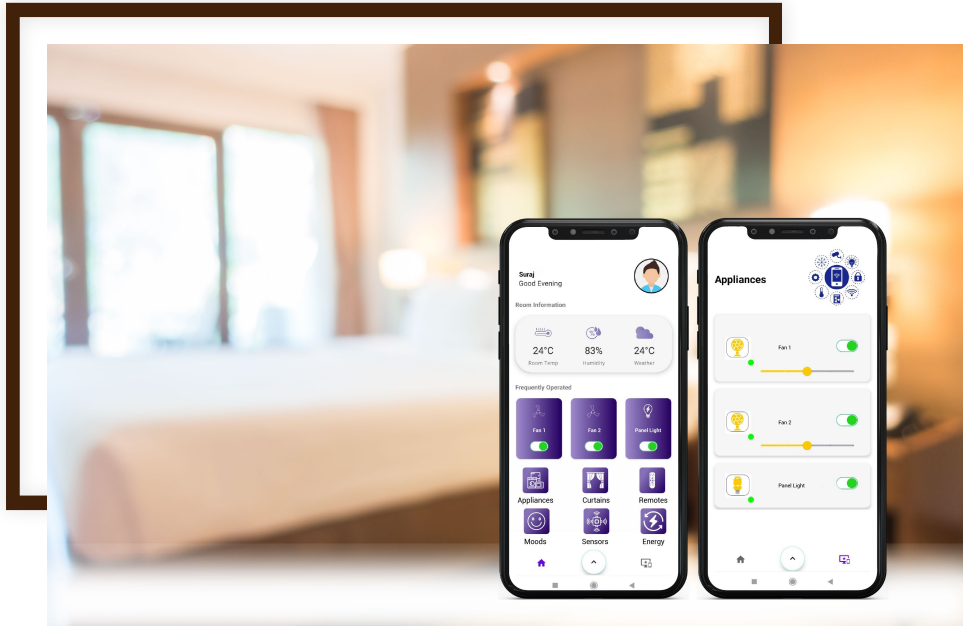 Suraj
Good Evening
Room Information
24°C
83%
24°C
Room Temp
Humidity
Weather
Frequently Operated
Fan 1
Fan 2
Panel Light
Appliances
Curtains
Remotes
Moods
Sensors
Energy
Appliances
Fan 1
Fan 2
Panel Light